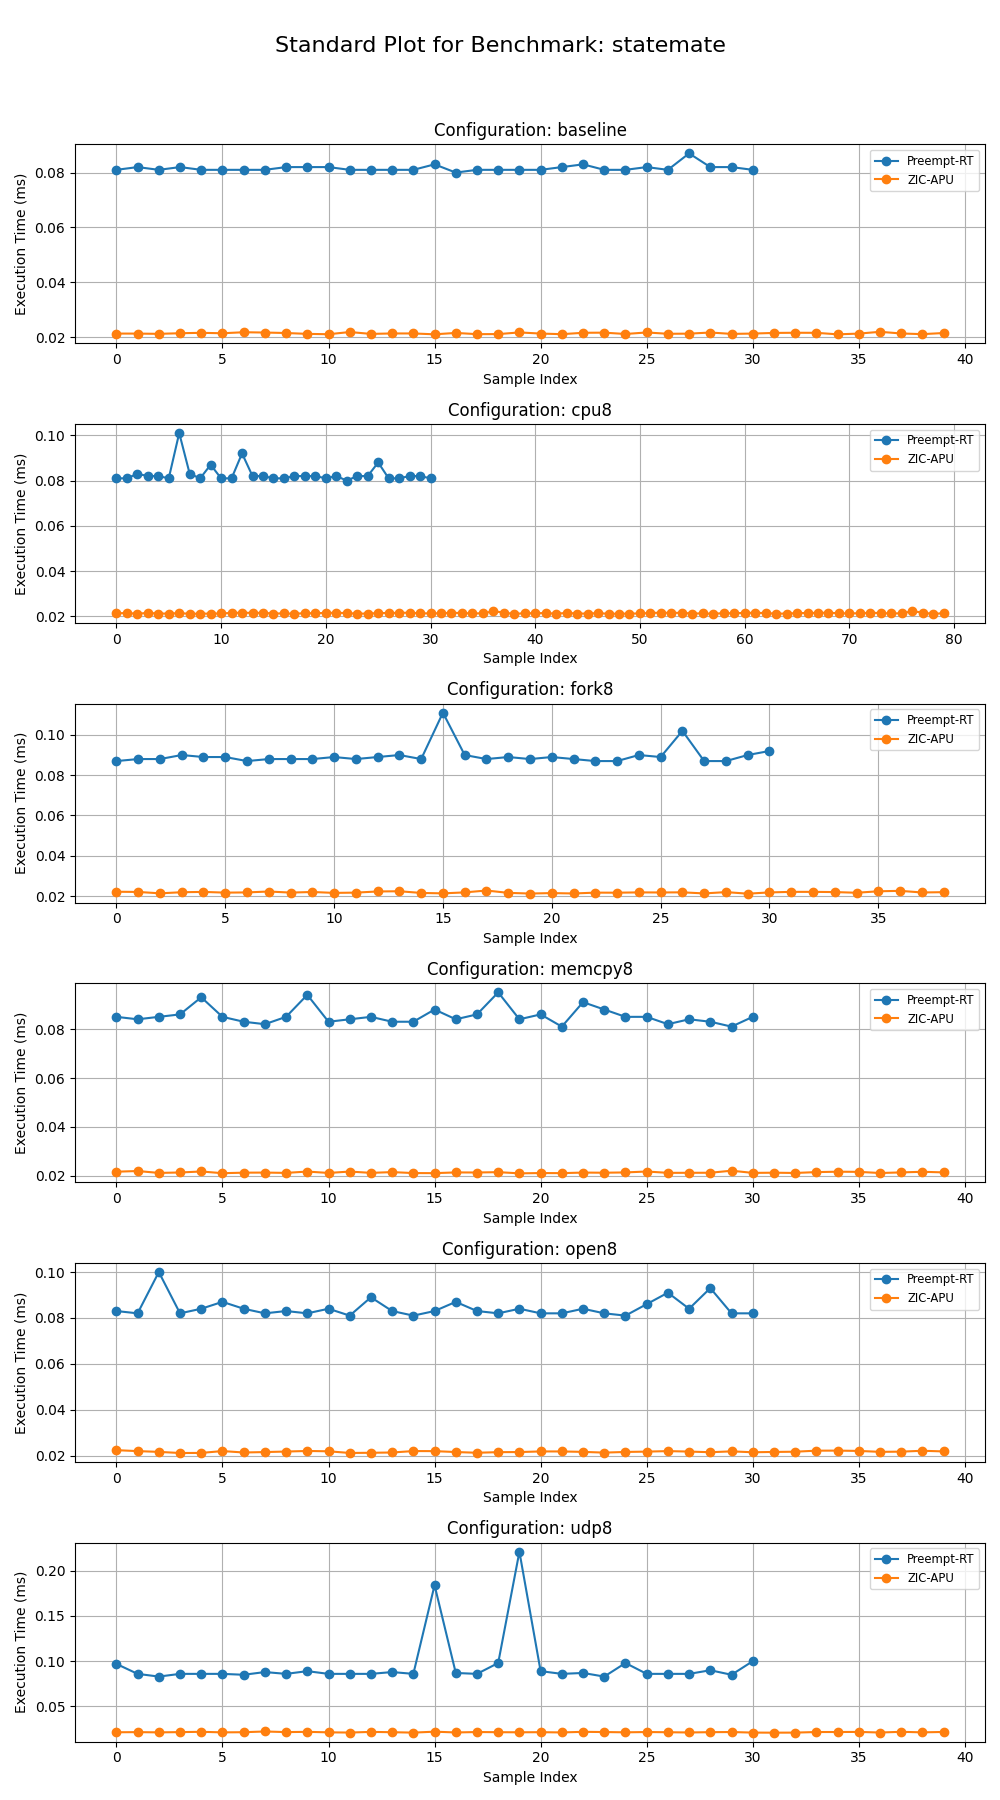 Standard Plot for Benchmark: statemate
Configuration: baseline
Execution Time (ms)
0.08
0.06
0.04
0.02
Preempt-RT
ZIC-APU
0 5 10 15 20 25 30 35 40
Sample Index
Configuration: cpu8
Execution Time (ms)
0.10
0.08
0.06
0.04
0.02
Preempt-RT
ZIC-APU
0 10 20 30 40 50 60 70 80
Sample Index
Configuration: fork8
Execution Time (ms)
0.10
0.08
0.06
0.04
0.02
Preempt-RT
ZIC-APU
0 5 10 15 20 25 30 35
Sample Index
Configuration: memcpy8
Execution Time (ms)
0.08
0.06
0.04
0.02
Preempt-RT
ZIC-APU
0 5 10 15 20 25 30 35 40
Sample Index
Configuration: open8
Execution Time (ms)
0.10
0.08
0.06
0.04
0.02
Preempt-RT
ZIC-APU
0 5 10 15 20 25 30 35 40
Sample Index
Configuration: udp8
Execution Time (ms)
0.20
0.15
0.10
0.05
Preempt-RT
ZIC-APU
0 5 10 15 20 25 30 35 40
Sample Index